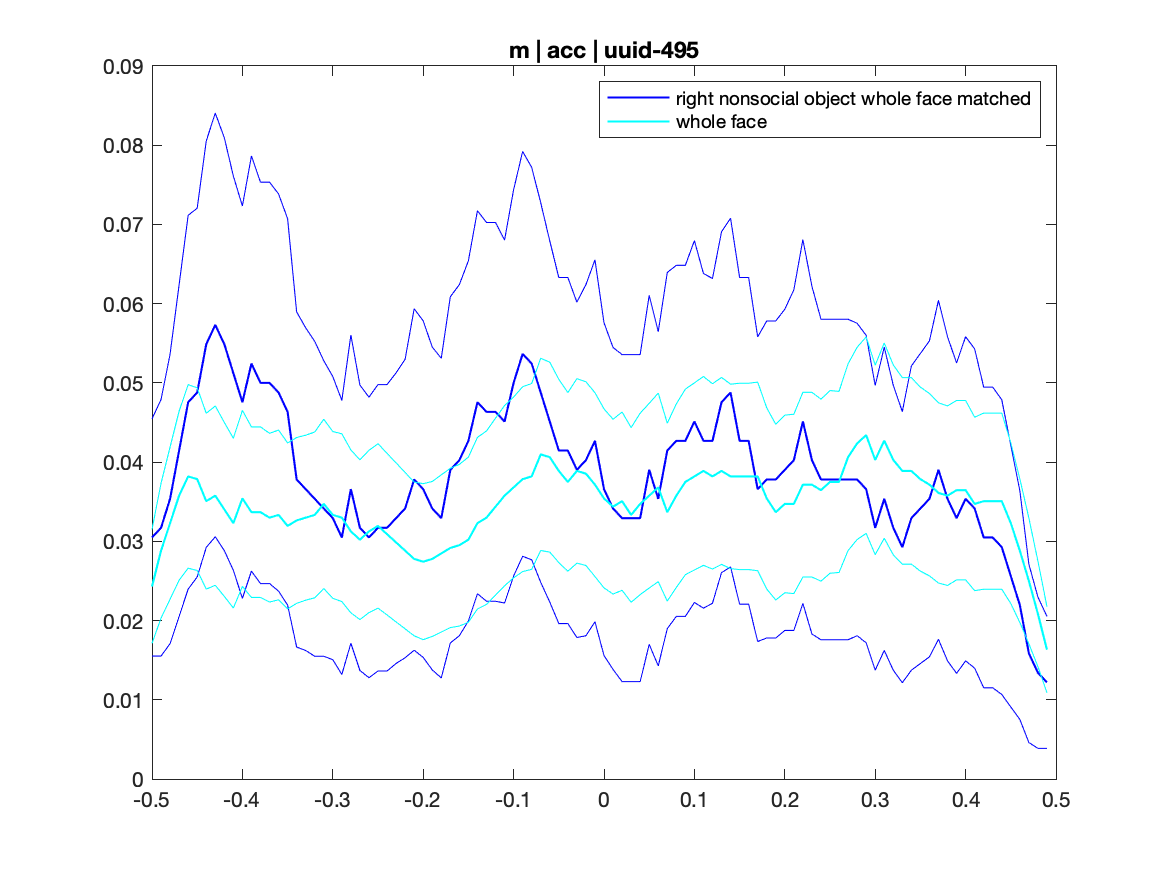 m | acc | uuid-495
0.09
right nonsocial object whole face matched
whole face
0.08
0.07
0.06
0.05
0.04
0.03
0.02
0.01
0
-0.5 -0.4 -0.3 -0.2 -0.1 0 0.1 0.2 0.3 0.4 0.5